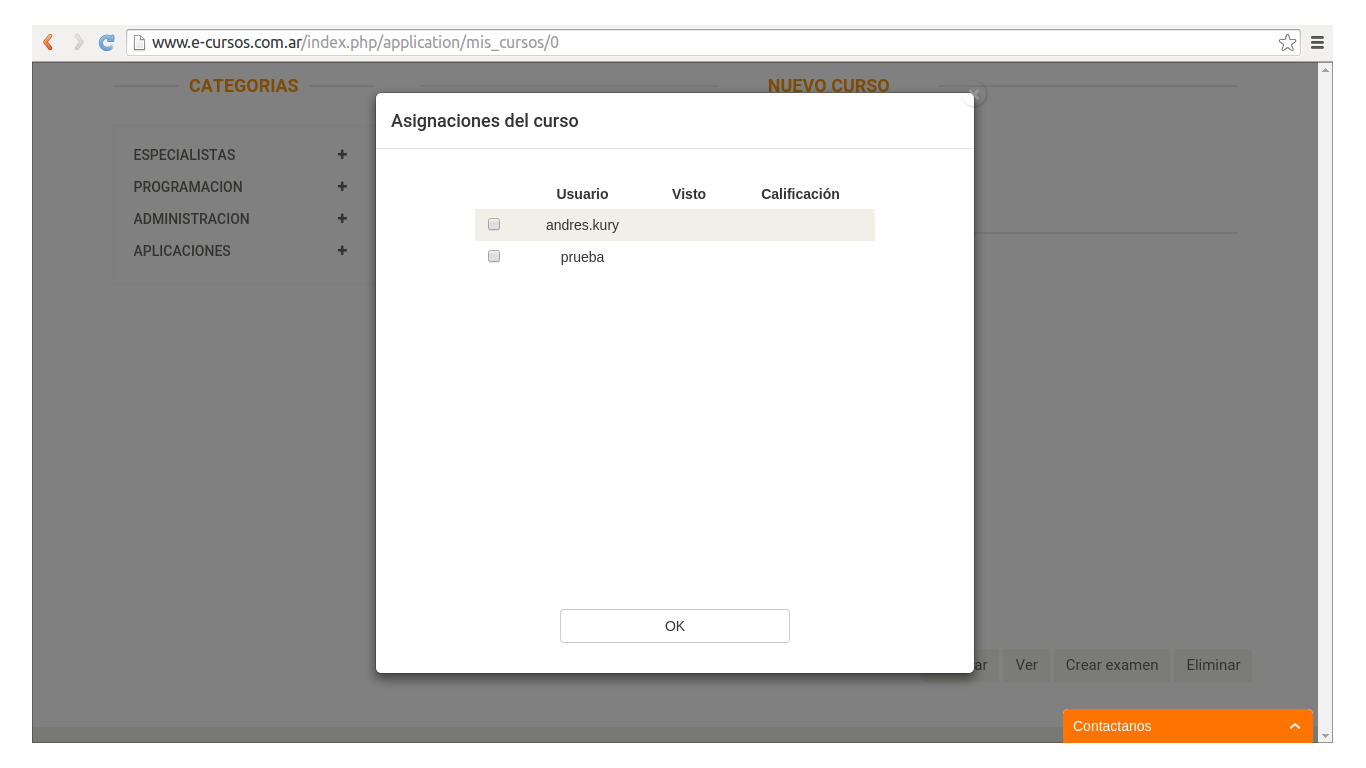 www.e-cursos.com.ar/index.php/application/mis_cursos/0
CATEGORIAS
NUEVO CURSO
ESPECIALISTAS
PROGRAMACION
ADMINISTRACION
APLICACIONES
Asignaciones del curso
Usuario Visto Calificación
andres.kury
prueba
OK
Ver Crear examen Eliminar
Contactanos